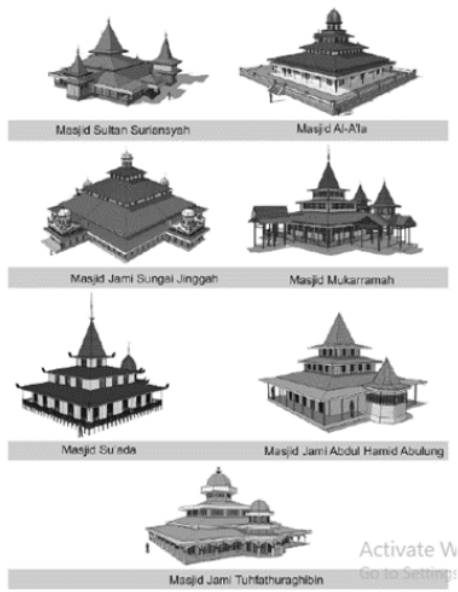 Masjid Sultan Suriansyah
Masjid Al-A'la
Masjid Jami Sungai Jinggah
Masjid Mukarramah
Masjid Su'ada
Masjid Jami Abdul Hamid Abulung
Masjid Jami Tuhfathuraghibin
Activate W
Go to Settings